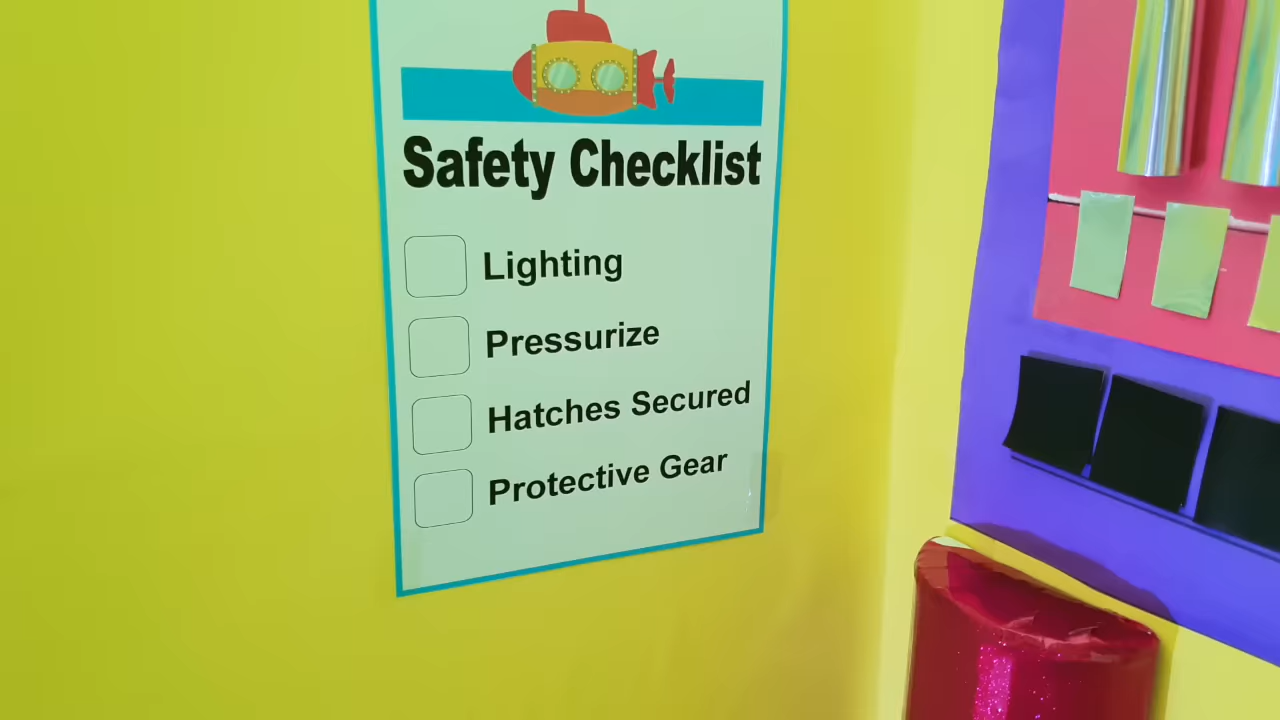 Safety Checklist
Lighting
Pressurize
Hatches Secured
Protective Gear